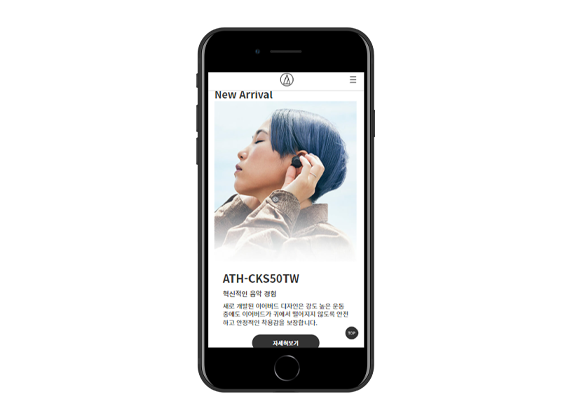 New Arrival
ATH-CKS50TW
혁신적인 음악 경험
새로 개발된 이어버드 디자인은 강도 높은 운동
중에도 이어버드가 귀에서 떨어지지 않도록 안전
하고 안정적인 착용감을 보장합니다.
TOP
자세히보기